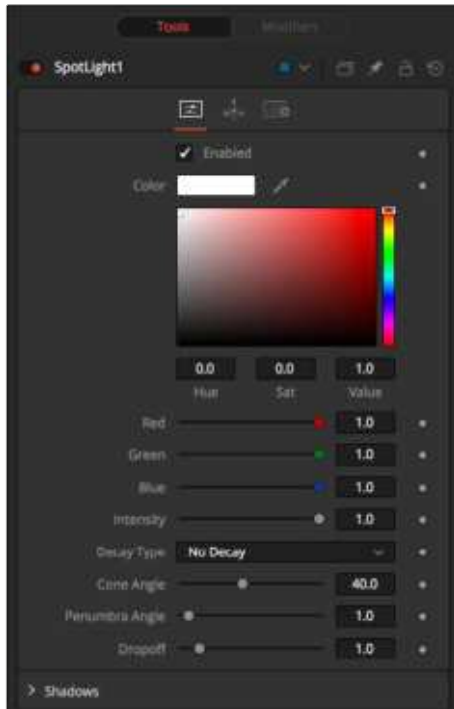 Tools Modifiers
SpotLight1
Enabled
Color
0.0 0.0 1.0
Hue Sat Value
Red 1.0
Green 1.0
Blue 1.0
Intensity 1.0
Decay Type No Decay
Cone Angle 40.0
Penumbra Angle 1.0
Dropoff 1.0
Shadows